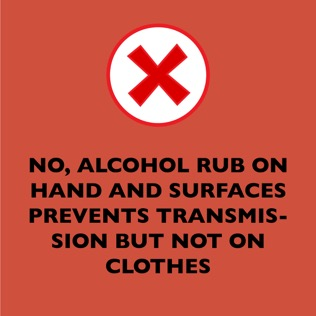 NO, ALCOHOL RUB ON
HAND AND SURFACES
PREVENTS TRANSMIS-
SION BUT NOT ON
CLOTHES